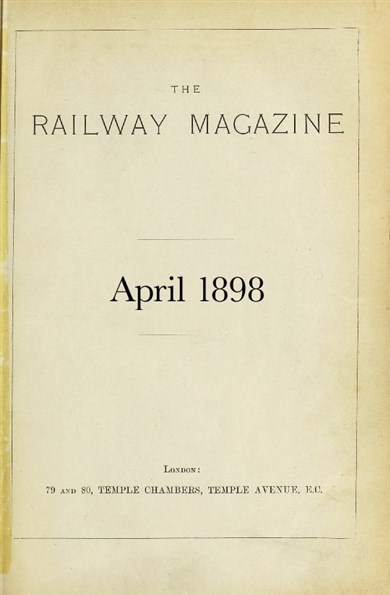 THE
RAILWAY MAGAZINE
April 1898
LONDON:
79 AND 80, TEMPLE CHAMBERS, TEMPLE AVENUE, E.C.